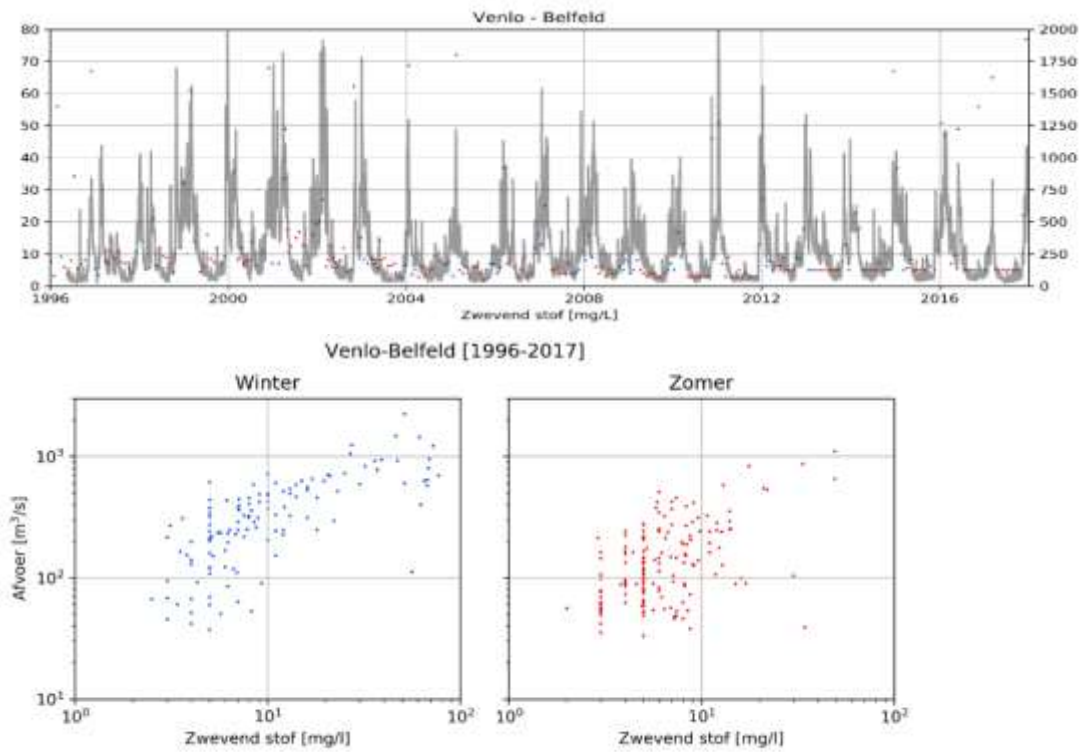 Venlo - Belfeld
80 2000
70 1750
60 1500
50 1250
40 1000
30 750
20 500
10 250
0 0
1996 2000 2004 2008 2012 2016
Zwevend stof [mg/L]
Venlo-Belfeld [1996-2017]
Winter Zomer
Afvoer [m³/s]
10³
10²
10¹
10⁰ 10¹ 10² 10⁰ 10¹ 10²
Zwevend stof [mg/l] Zwevend stof [mg/l]